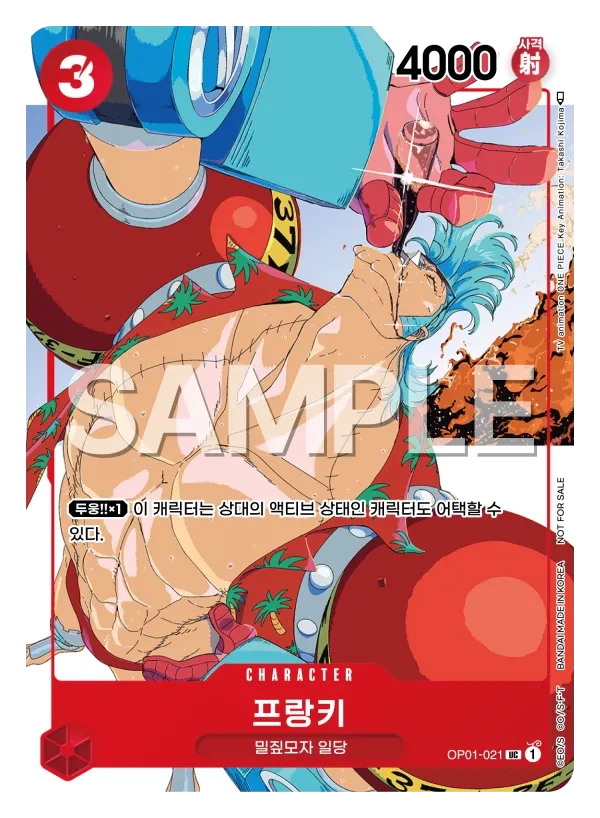 3
4000
사격
射
TV animation ONE PIECE Key Animation: Takashi Kojima
37
SAMPLE
두웅!!×1 이 캐릭터는 상대의 액티브 상태인 캐릭터도 어택할 수
있다.
NOT FOR SALE
BANDAI MADE IN KOREA
©EO/S ©O/S·F·T
CHARACTER
프랑키
밀짚모자 일당
OP01-021 UC 1
37